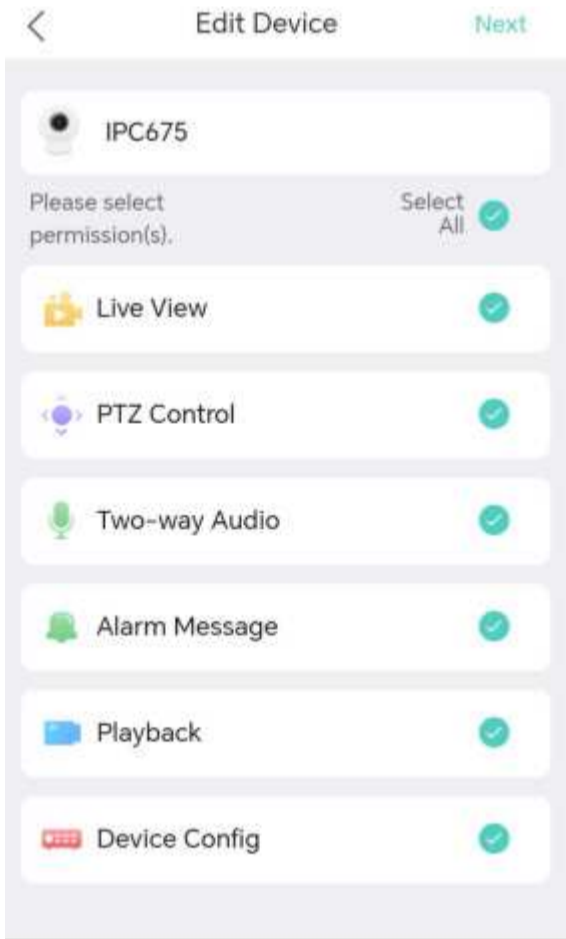 Edit Device
Next
IPC675
Please select
permission(s).
Select
All
Live View
PTZ Control
Two-way Audio
Alarm Message
Playback
Device Config